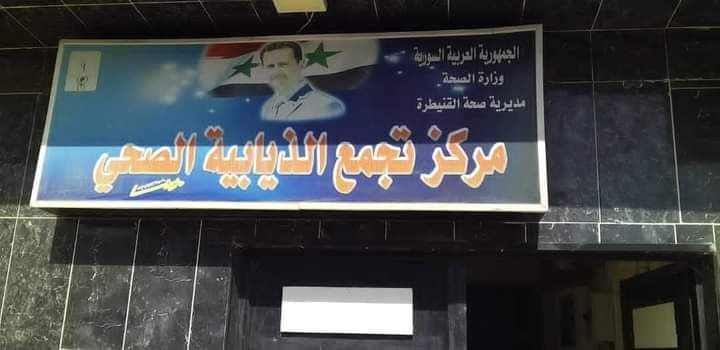 الجمهورية العربية السورية
وزارة الصحة
مديرية صحة القنيطرة
مركز تجمع الذيابية الصحي